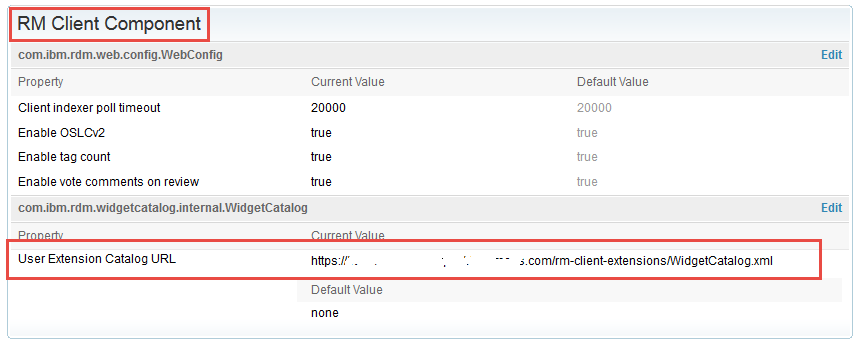 RM Client Component
com.ibm.rdm.web.config.WebConfig Edit
Property Current Value Default Value
Client indexer poll timeout 20000 20000
Enable OSLCv2 true true
Enable tag count true true
Enable vote comments on review true true
com.ibm.rdm.widgetcatalog.internal.WidgetCatalog Edit
Property Current Value
User Extension Catalog URL https:// .com/rm-client-extensions/WidgetCatalog.xml
Default Value
none